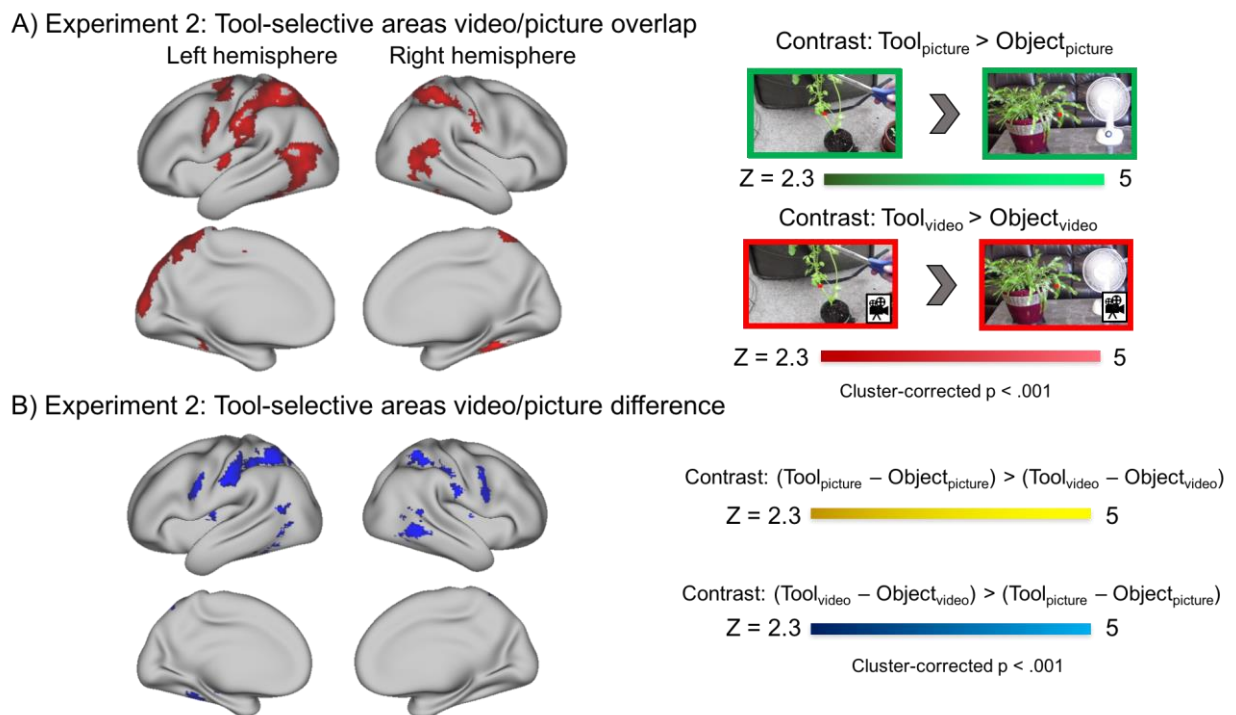 A) Experiment 2: Tool-selective areas video/picture overlap
Left hemisphere Right hemisphere
Contrast: Toolpicture > Objectpicture
Z = 2.3 5
Contrast: Toolvideo > Objectvideo
Z = 2.3 5
Cluster-corrected p < .001
B) Experiment 2: Tool-selective areas video/picture difference
Contrast: (Toolpicture – Objectpicture) > (Toolvideo – Objectvideo)
Z = 2.3 5
Contrast: (Toolvideo – Objectvideo) > (Toolpicture – Objectpicture)
Z = 2.3 5
Cluster-corrected p < .001